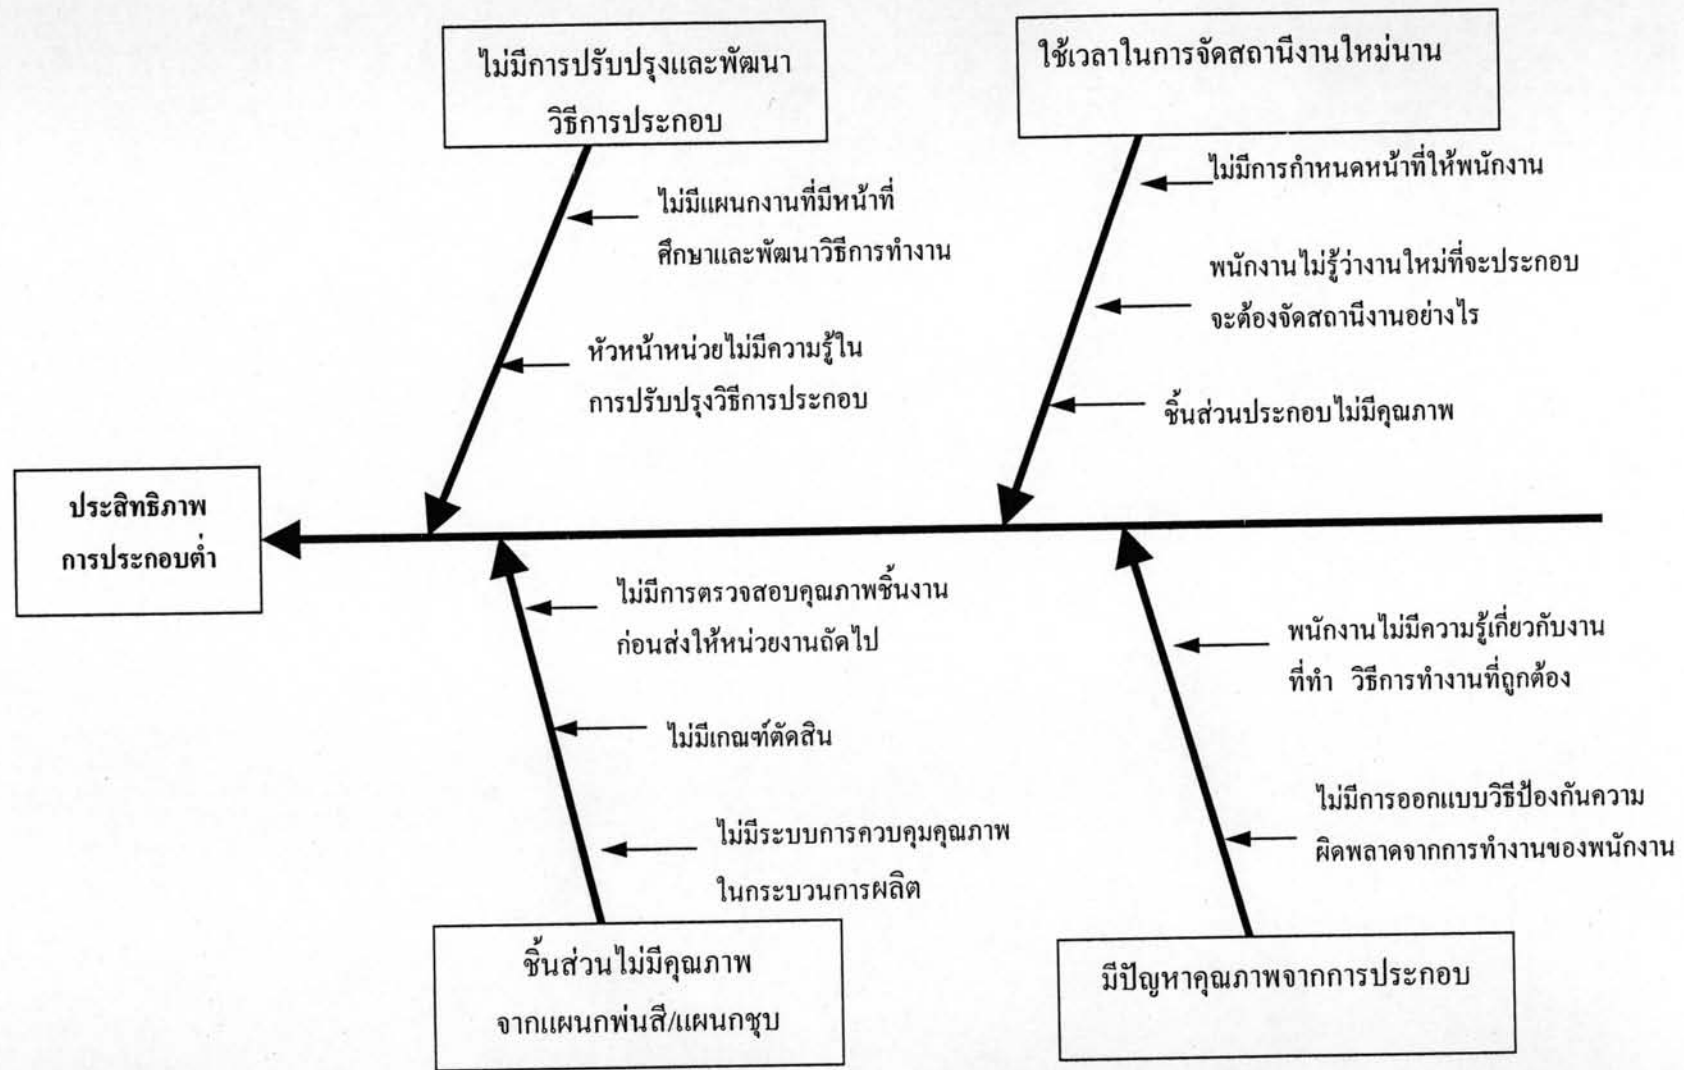 ไม่มีการปรับปรุงและพัฒนา
วิธีการประกอบ
ใช้เวลาในการจัดสถานีงานใหม่นาน
ไม่มีแผนกงานที่มีหน้าที่
ศึกษาและพัฒนาวิธีการทำงาน
หัวหน้าหน่วยไม่มีความรู้ใน
การปรับปรุงวิธีการประกอบ
ไม่มีการกำหนดหน้าที่ให้พนักงาน
พนักงานไม่รู้ว่างานใหม่ที่จะประกอบ
จะต้องจัดสถานีงานอย่างไร
ชิ้นส่วนประกอบไม่มีคุณภาพ
ประสิทธิภาพ
การประกอบต่ำ
ไม่มีการตรวจสอบคุณภาพชิ้นงาน
ก่อนส่งให้หน่วยงานถัดไป
ไม่มีเกณฑ์ตัดสิน
ไม่มีระบบการควบคุมคุณภาพ
ในกระบวนการผลิต
พนักงานไม่มีความรู้เกี่ยวกับงาน
ที่ทำ วิธีการทำงานที่ถูกต้อง
ไม่มีการออกแบบวิธีป้องกันความ
ผิดพลาดจากการทำงานของพนักงาน
ชิ้นส่วนไม่มีคุณภาพ
จากแผนกพ่นสี/แผนกชุบ
มีปัญหาคุณภาพจากการประกอบ